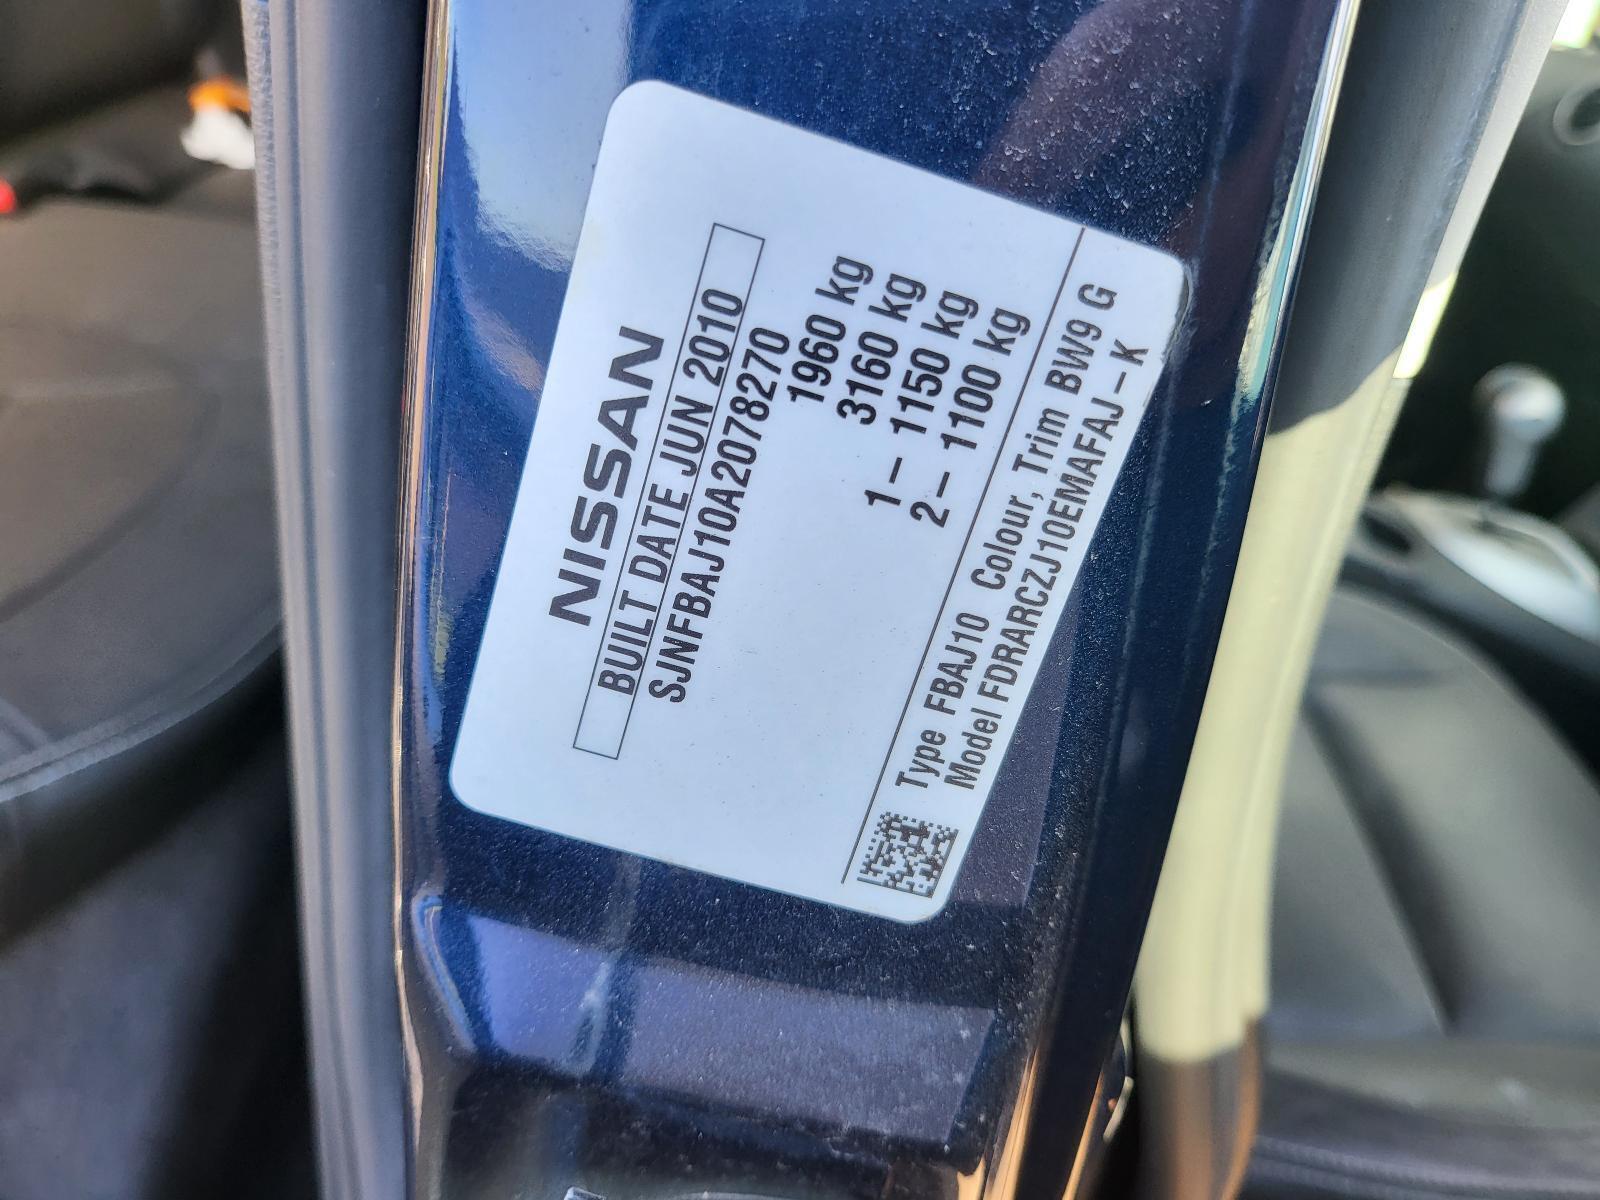 NISSAN
BUILT DATE JUN 2010
SJNFBAJ10A2078270
1960 kg
3160 kg
1– 1150 kg
2– 1100 kg
Type FBAJ10 Colour, Trim BW9 G
Model FDRARCZJ10EMAFAJ–K